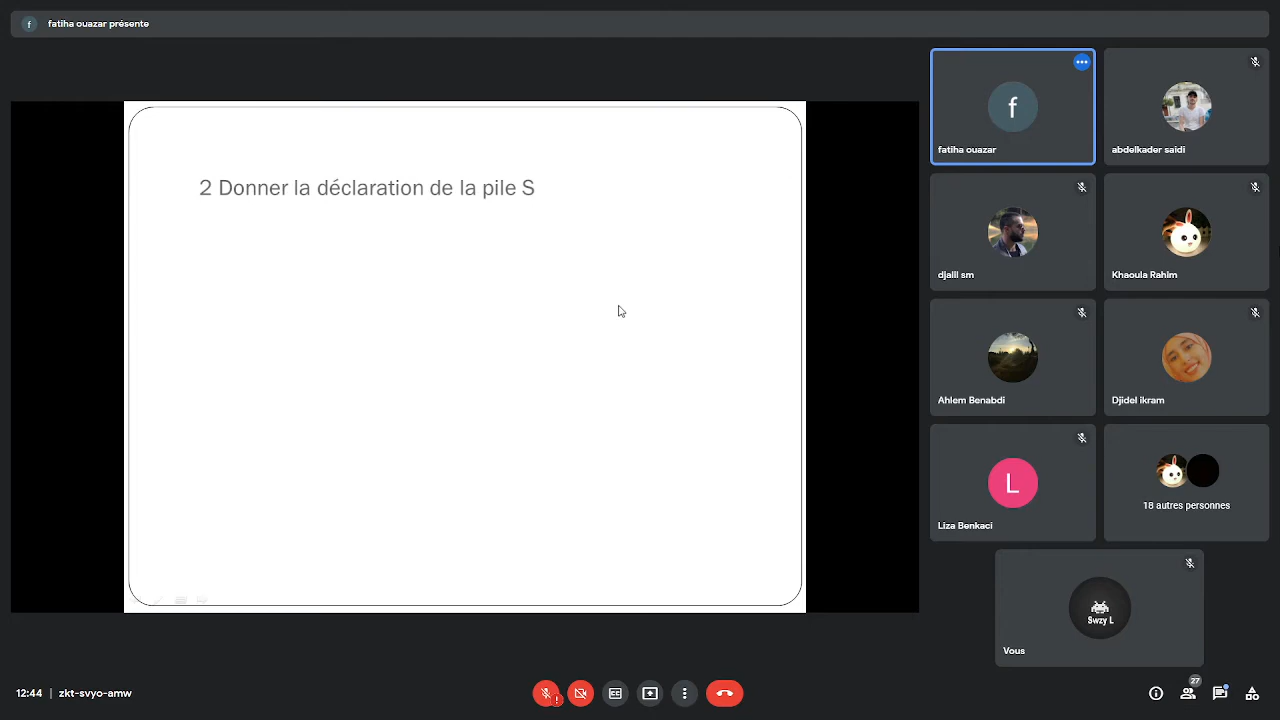 f fatiha ouazar présente
2 Donner la déclaration de la pile S
f
fatiha ouazar
abdelkader saidi
djalil sm
Khaoula Rahim
Ahlem Benabdi
Djidel ikram
L
Liza Benkaci
18 autres personnes
Swzy L
Vous
12:44 | zkt-svyo-amw
27